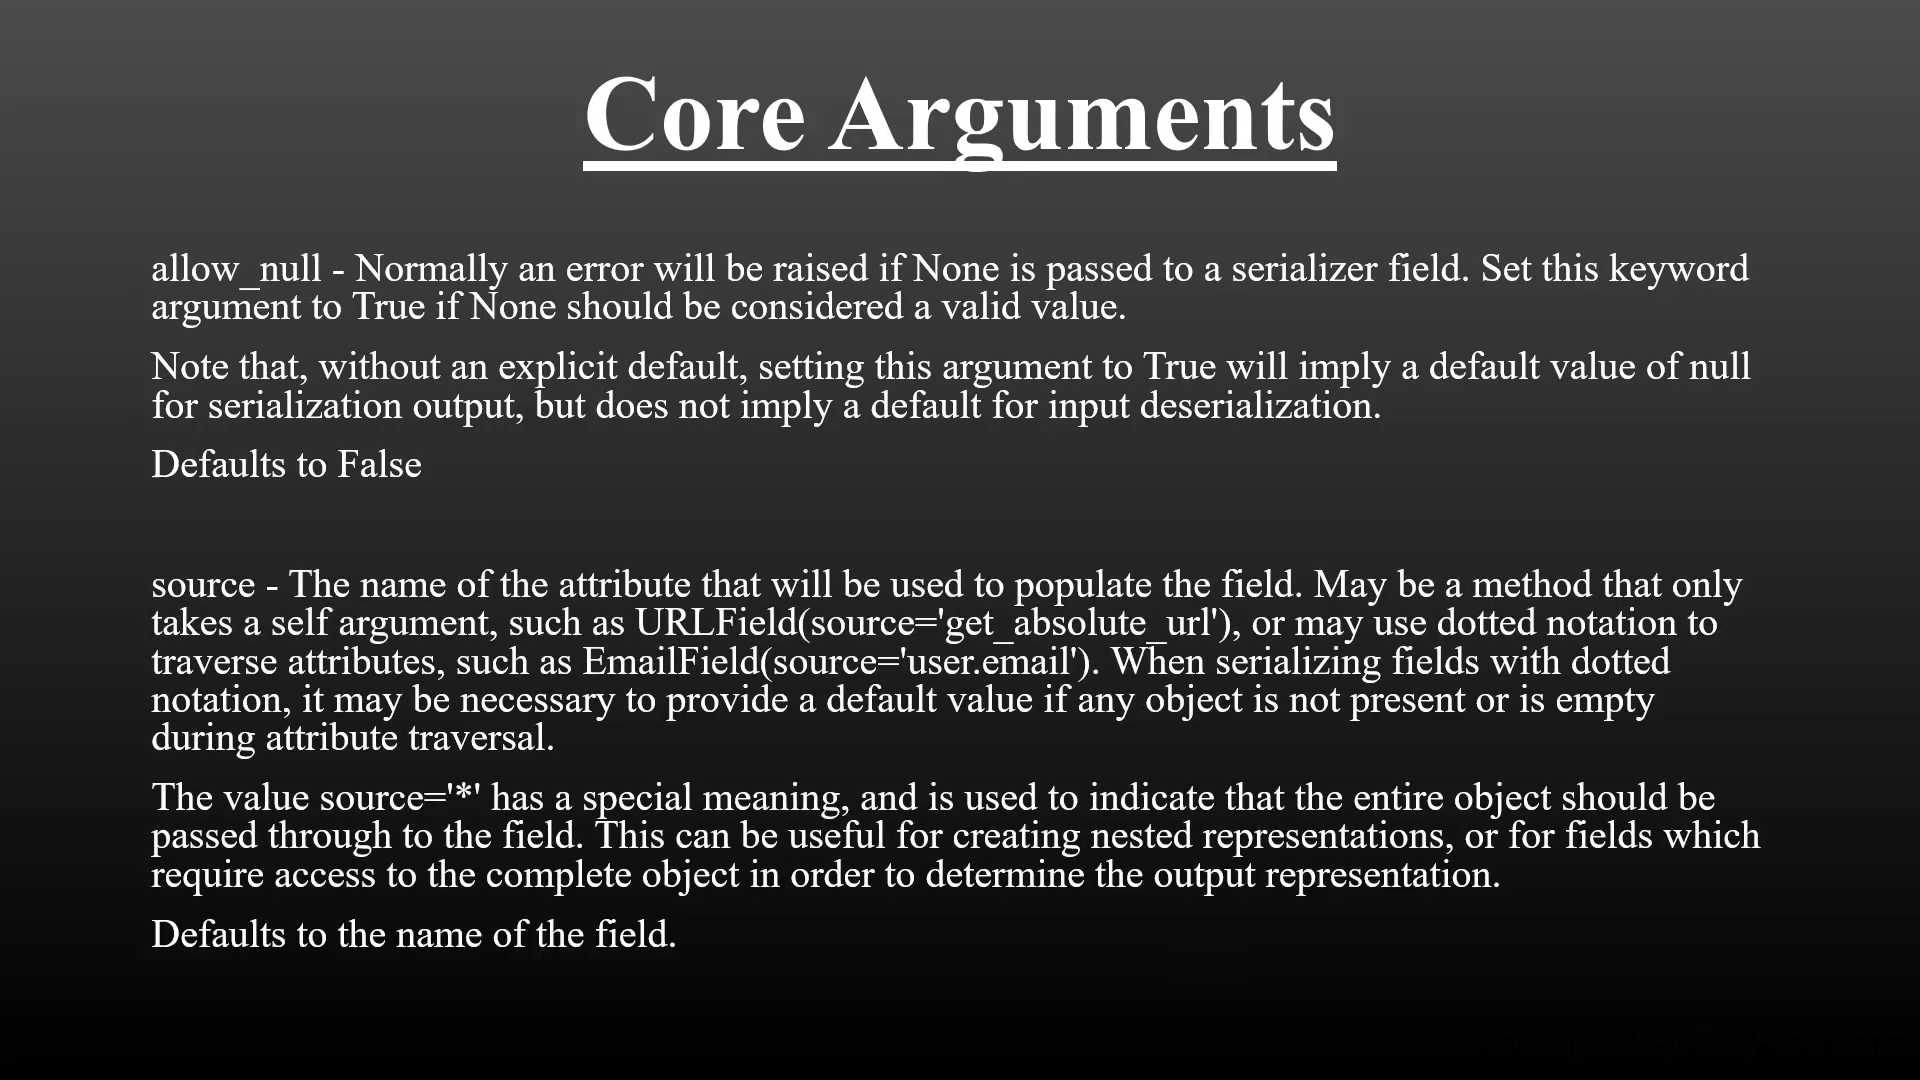 Core Arguments
allow_null - Normally an error will be raised if None is passed to a serializer field. Set this keyword
argument to True if None should be considered a valid value.
Note that, without an explicit default, setting this argument to True will imply a default value of null
for serialization output, but does not imply a default for input deserialization.
Defaults to False
source - The name of the attribute that will be used to populate the field. May be a method that only
takes a self argument, such as URLField(source='get_absolute_url'), or may use dotted notation to
traverse attributes, such as EmailField(source='user.email'). When serializing fields with dotted
notation, it may be necessary to provide a default value if any object is not present or is empty
during attribute traversal.
The value source='*' has a special meaning, and is used to indicate that the entire object should be
passed through to the field. This can be useful for creating nested representations, or for fields which
require access to the complete object in order to determine the output representation.
Defaults to the name of the field.